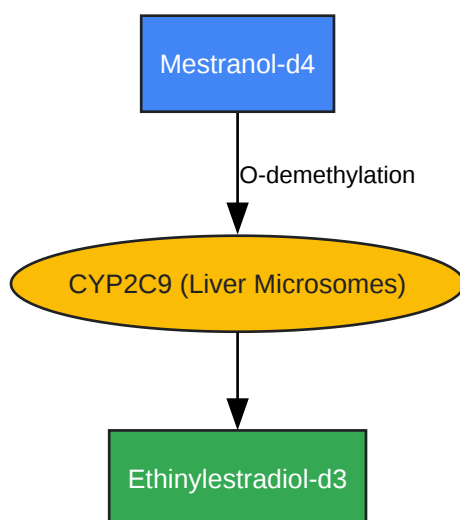 Mestranol-d4
O-demethylation
CYP2C9 (Liver Microsomes)
Ethinylestradiol-d3